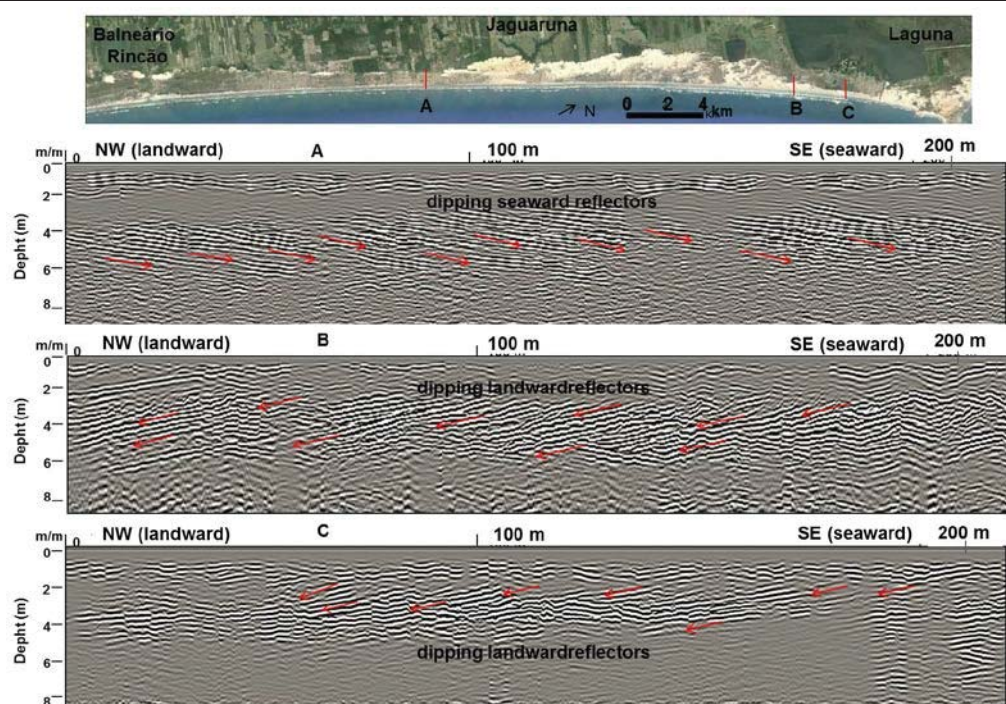 Balneário
Rincão
Jaguaruna
Laguna
A
B
C
N
0 2 4 km
m/m 0 NW (landward) A 100 m SE (seaward) 200 m
0
2
4
6
8
Depht (m)
dipping seaward reflectors
m/m 0 NW (landward) B 100 m SE (seaward) 200 m
0
2
4
6
8
Depht (m)
dipping landwardreflectors
m/m 0 NW (landward) C 100 m SE (seaward) 200 m
0
2
4
6
8
Depht (m)
dipping landwardreflectors